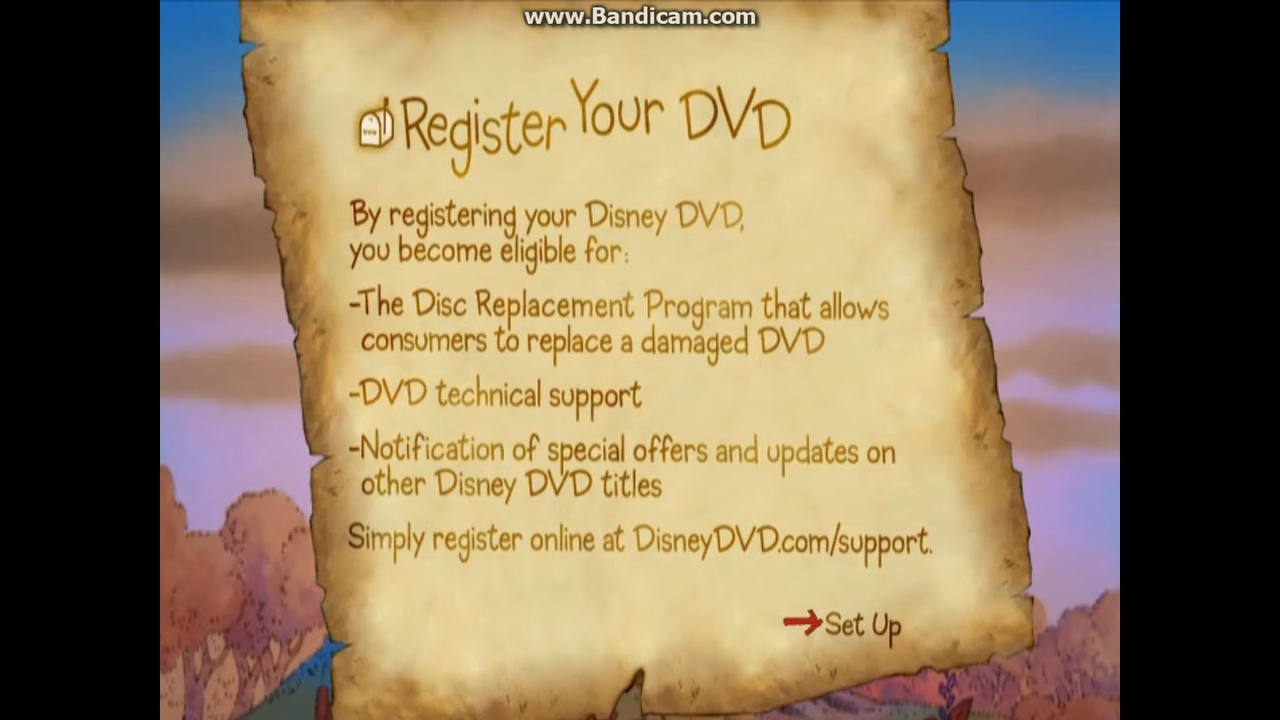 www.Bandicam.com
www
Register Your DVD
By registering your Disney DVD,
you become eligible for:
-The Disc Replacement Program that allows
consumers to replace a damaged DVD
-DVD technical support
-Notification of special offers and updates on
other Disney DVD titles
Simply register online at DisneyDVD.com/support.
Set Up